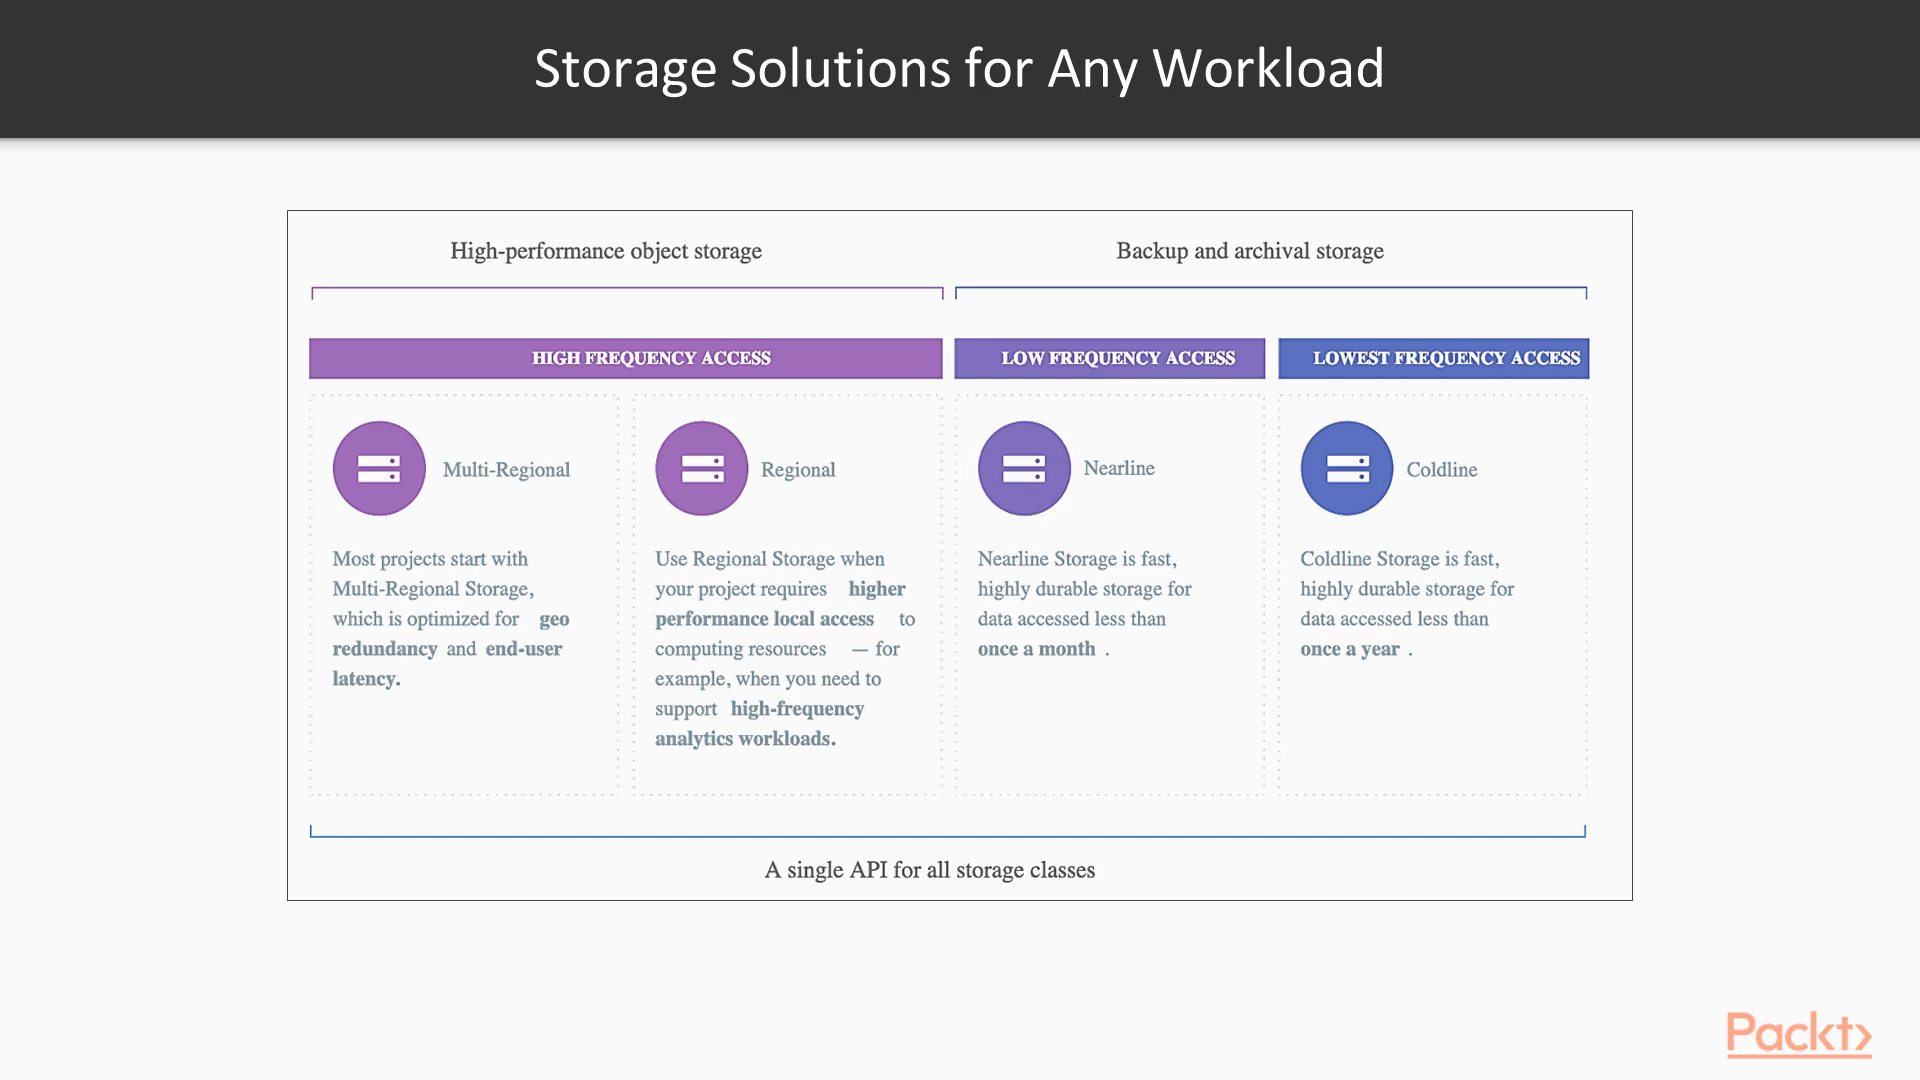 Storage Solutions for Any Workload
High-performance object storage
Backup and archival storage
HIGH FREQUENCY ACCESS
LOW FREQUENCY ACCESS
LOWEST FREQUENCY ACCESS
Multi-Regional
Most projects start with
Multi-Regional Storage,
which is optimized for geo
redundancy and end-user
latency.
Regional
Use Regional Storage when
your project requires higher
performance local access to
computing resources — for
example, when you need to
support high-frequency
analytics workloads.
Nearline
Nearline Storage is fast,
highly durable storage for
data accessed less than
once a month .
Coldline
Coldline Storage is fast,
highly durable storage for
data accessed less than
once a year .
A single API for all storage classes
Packt>